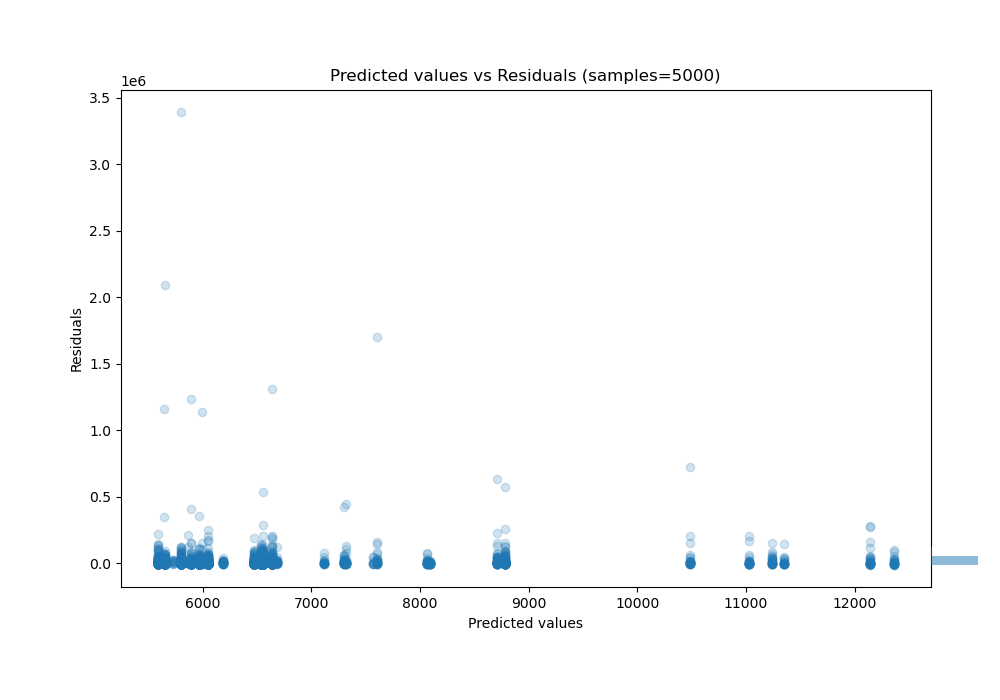 Predicted values vs Residuals (samples=5000)
1e6
3.5
3.0
2.5
2.0
1.5
1.0
0.5
0.0
Residuals
6000 7000 8000 9000 10000 11000 12000
Predicted values